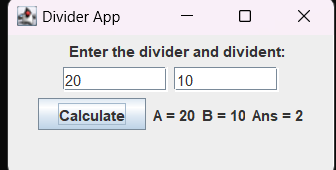 Divider App
Enter the divider and divident:
20 10
Calculate A = 20 B = 10 Ans = 2